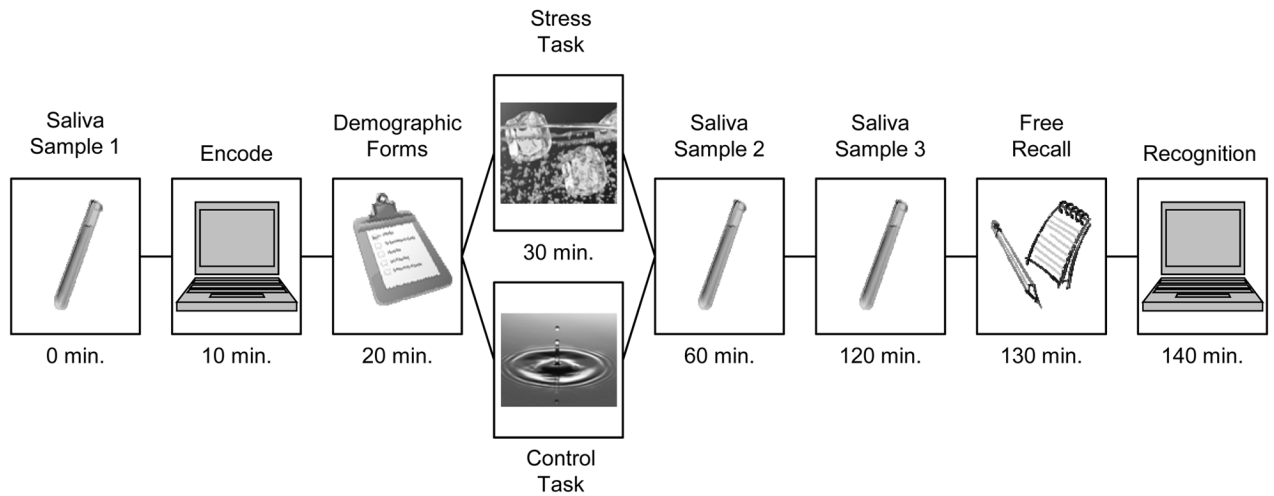 Stress
Task
Saliva
Sample 1
Encode
Demographic
Forms
Saliva
Sample 2
Saliva
Sample 3
Free
Recall
Recognition
30 min.
0 min.
10 min.
20 min.
60 min.
120 min.
130 min.
140 min.
Control
Task